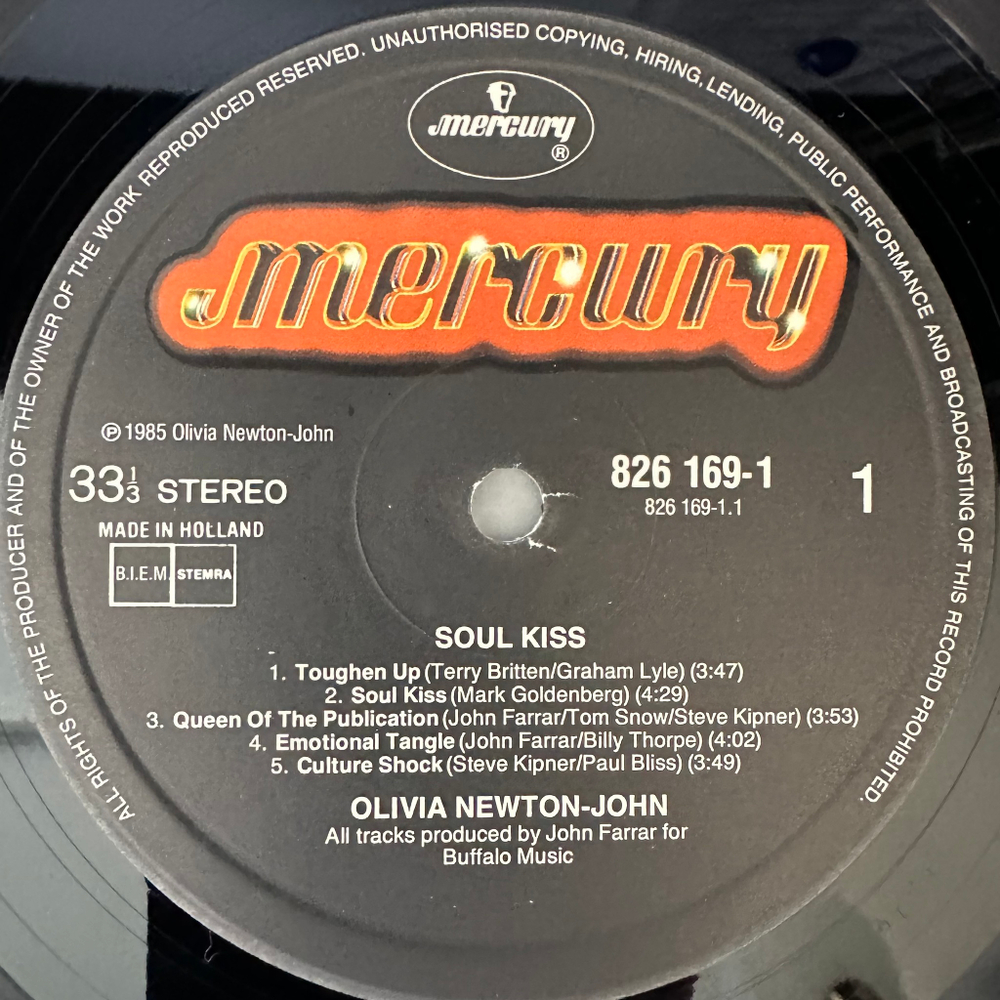 ALL RIGHTS OF THE PRODUCER AND OF THE OWNER OF THE WORK REPRODUCED RESERVED. UNAUTHORISED COPYING, HIRING, LENDING, PUBLIC PERFORMANCE AND BROADCASTING OF THIS RECORD PROHIBITED.
mercury
®
mercury
℗ 1985 Olivia Newton-John
33⅓ STEREO
MADE IN HOLLAND
B.I.E.M. STEMRA
826 169-1
826 169-1.1
1
SOUL KISS
1. Toughen Up (Terry Britten/Graham Lyle) (3:47)
2. Soul Kiss (Mark Goldenberg) (4:29)
3. Queen Of The Publication (John Farrar/Tom Snow/Steve Kipner) (3:53)
4. Emotional Tangle (John Farrar/Billy Thorpe) (4:02)
5. Culture Shock (Steve Kipner/Paul Bliss) (3:49)
OLIVIA NEWTON-JOHN
All tracks produced by John Farrar for
Buffalo Music